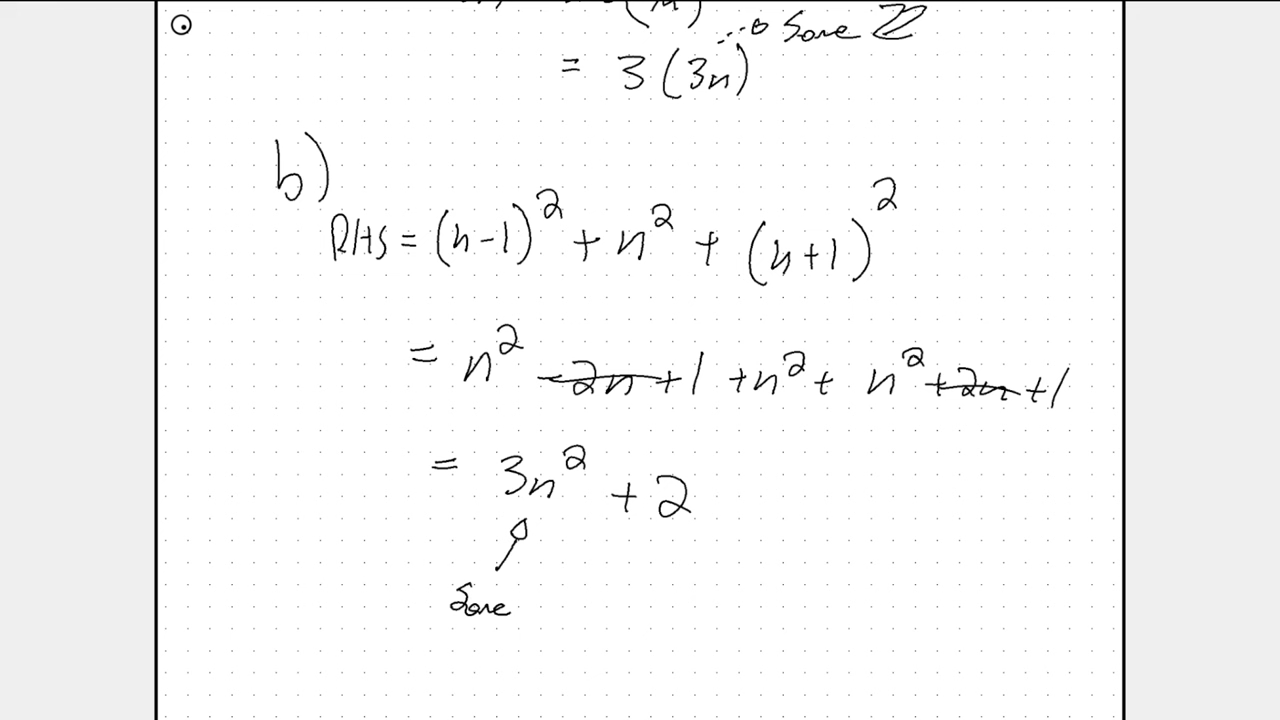 some ℤ
= 3(3n)
b)
RHS = (n-1)² + n² + (n+1)²
= n² -2n+1 +n² + n² +2n +1
= 3n² + 2
some